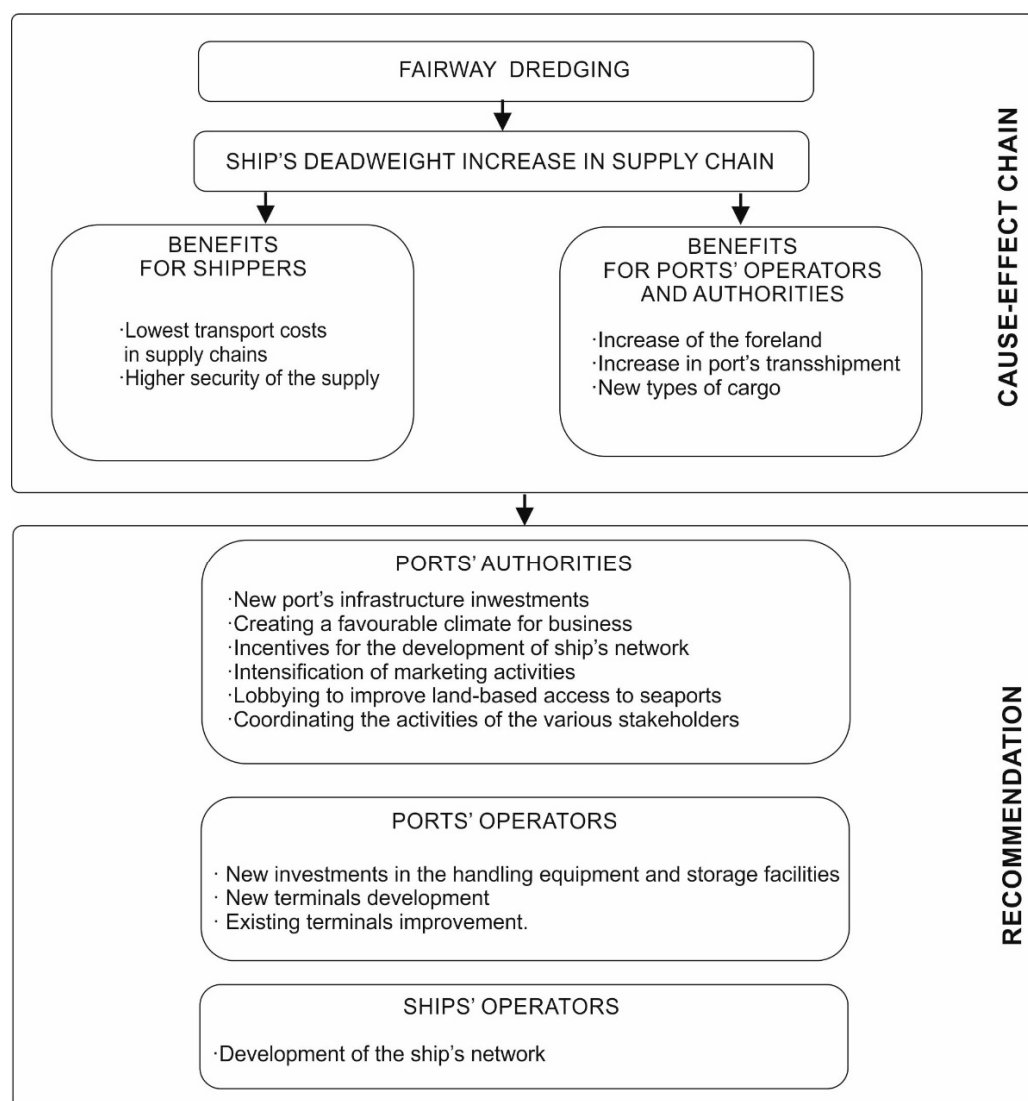 FAIRWAY DREDGING
SHIP'S DEADWEIGHT INCREASE IN SUPPLY CHAIN
BENEFITS
FOR SHIPPERS
·Lowest transport costs
in supply chains
·Higher security of the supply
BENEFITS
FOR PORTS' OPERATORS
AND AUTHORITIES
·Increase of the foreland
·Increase in port's transshipment
·New types of cargo
CAUSE-EFFECT CHAIN
PORTS' AUTHORITIES
·New port's infrastructure inwestments
·Creating a favourable climate for business
·Incentives for the development of ship's network
·Intensification of marketing activities
·Lobbying to improve land-based access to seaports
·Coordinating the activities of the various stakeholders
PORTS' OPERATORS
· New investments in the handling equipment and storage facilities
· New terminals development
· Existing terminals improvement.
SHIPS' OPERATORS
·Development of the ship's network
RECOMMENDATION